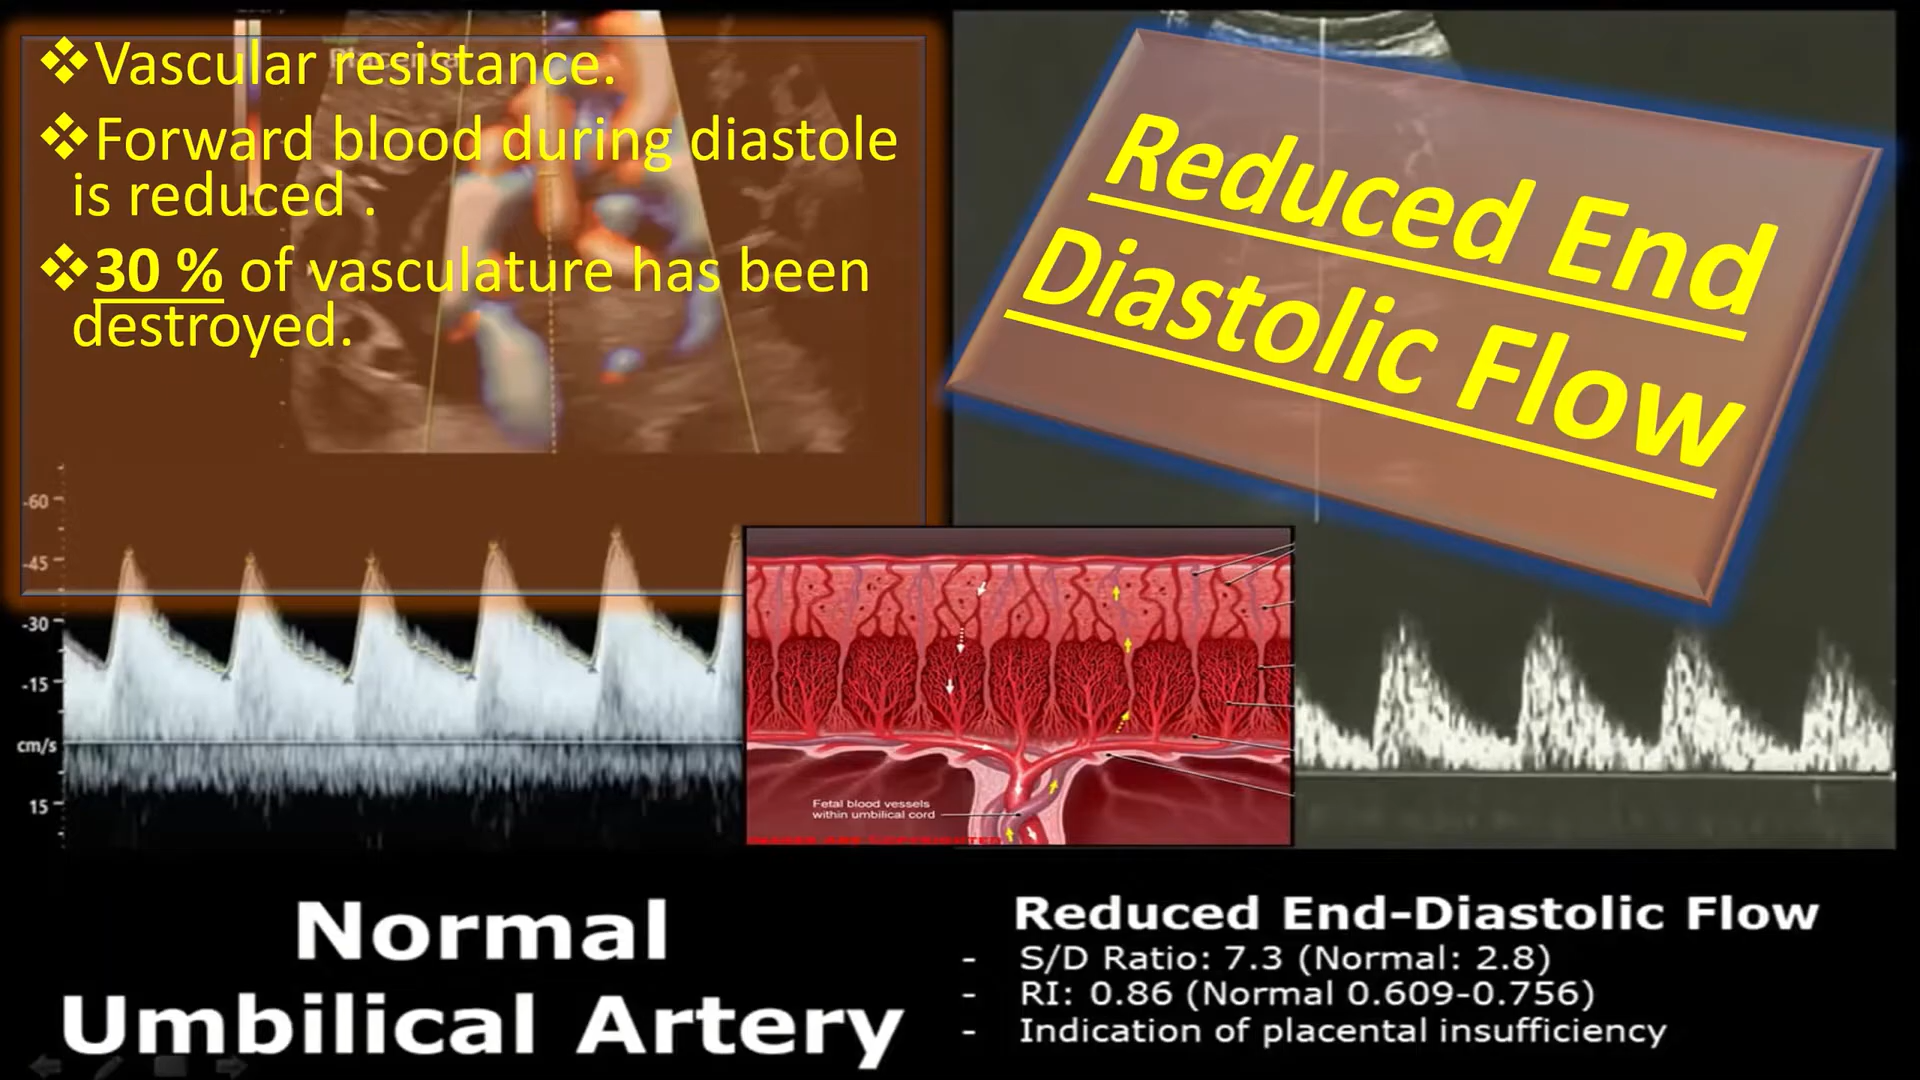 ❖Vascular resistance.
❖Forward blood during diastole
is reduced .
❖30 % of vasculature has been
destroyed.
Placenta
Reduced End
Diastolic Flow
-60
-45
-30
-15
cm/s
15
Fetal blood vessels
within umbilical cord
Normal
Umbilical Artery
Reduced End-Diastolic Flow
- S/D Ratio: 7.3 (Normal: 2.8)
- RI: 0.86 (Normal 0.609-0.756)
- Indication of placental insufficiency